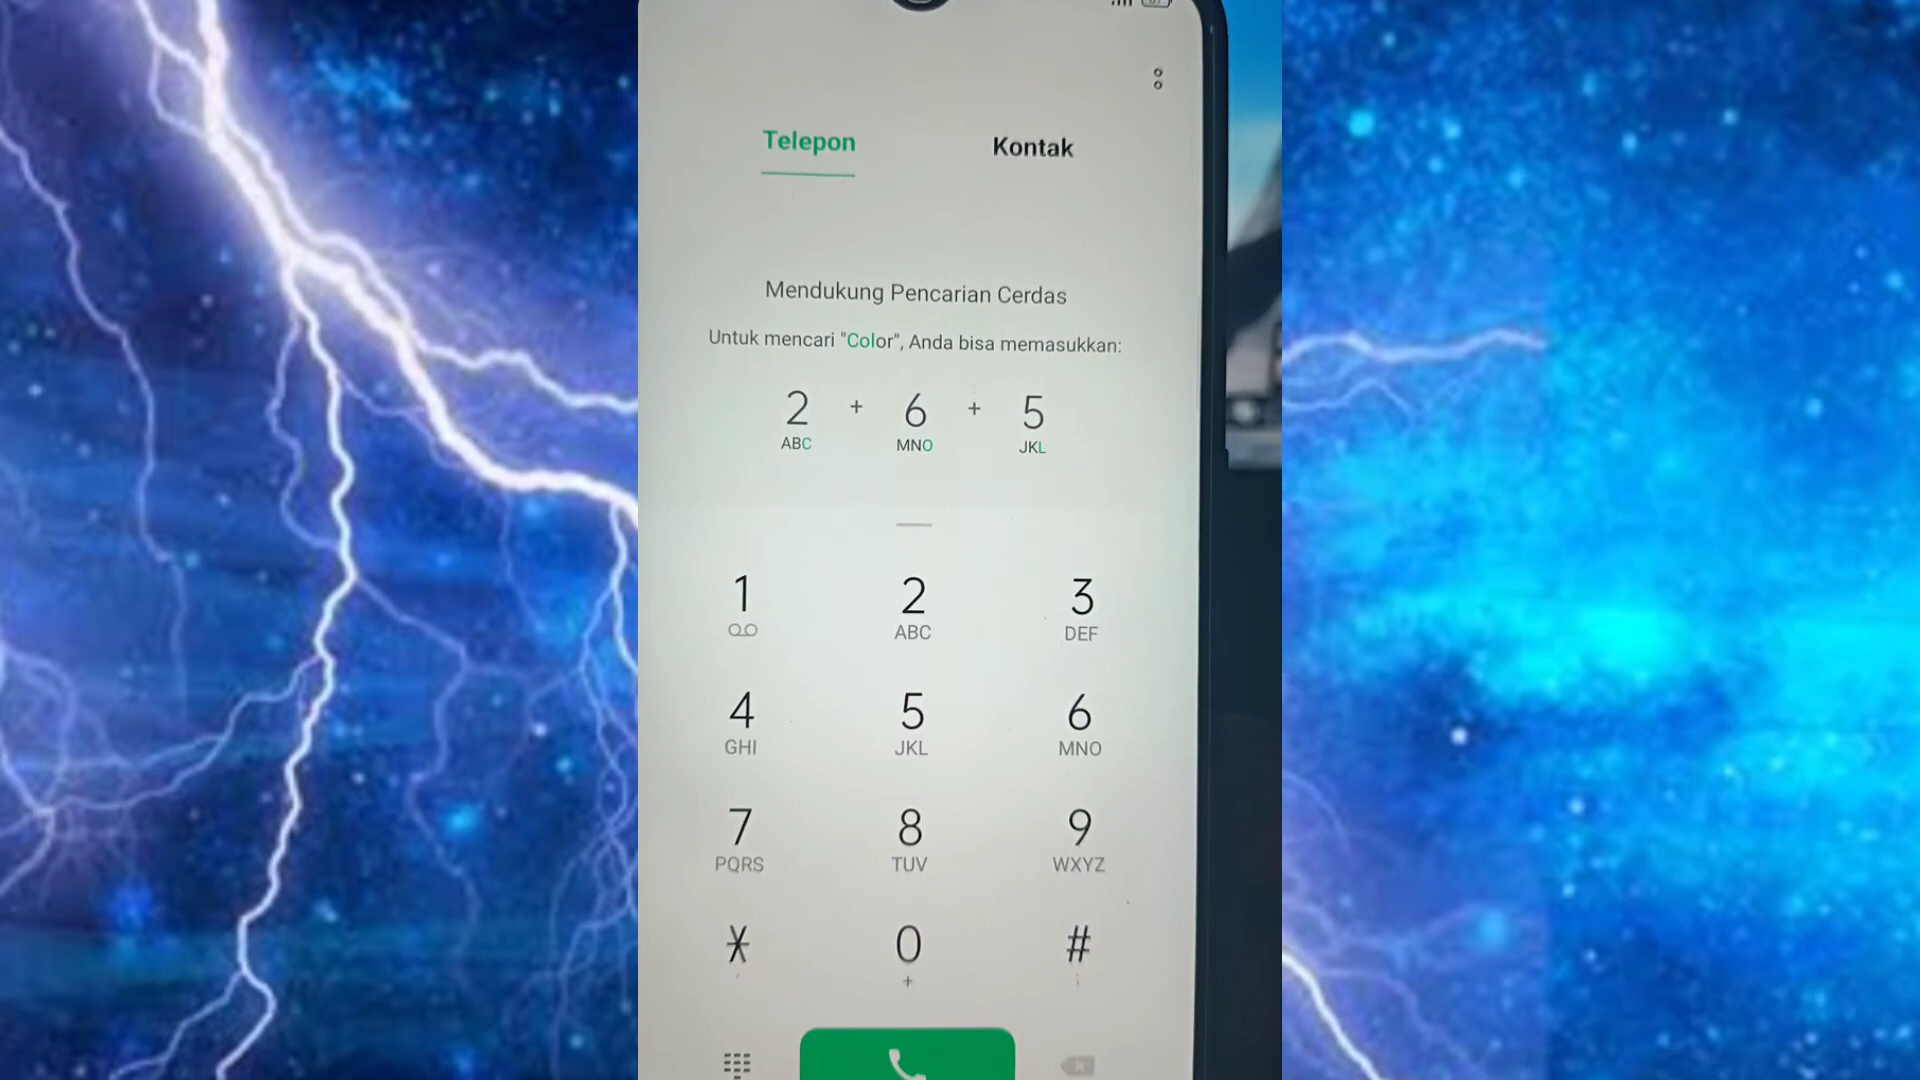 Telepon
Kontak
Mendukung Pencarian Cerdas
Untuk mencari "Color", Anda bisa memasukkan:
2 + 6 + 5
ABC MNO JKL
1 2 3
ABC DEF
4 5 6
GHI JKL MNO
7 8 9
PQRS TUV WXYZ
* 0 #
+